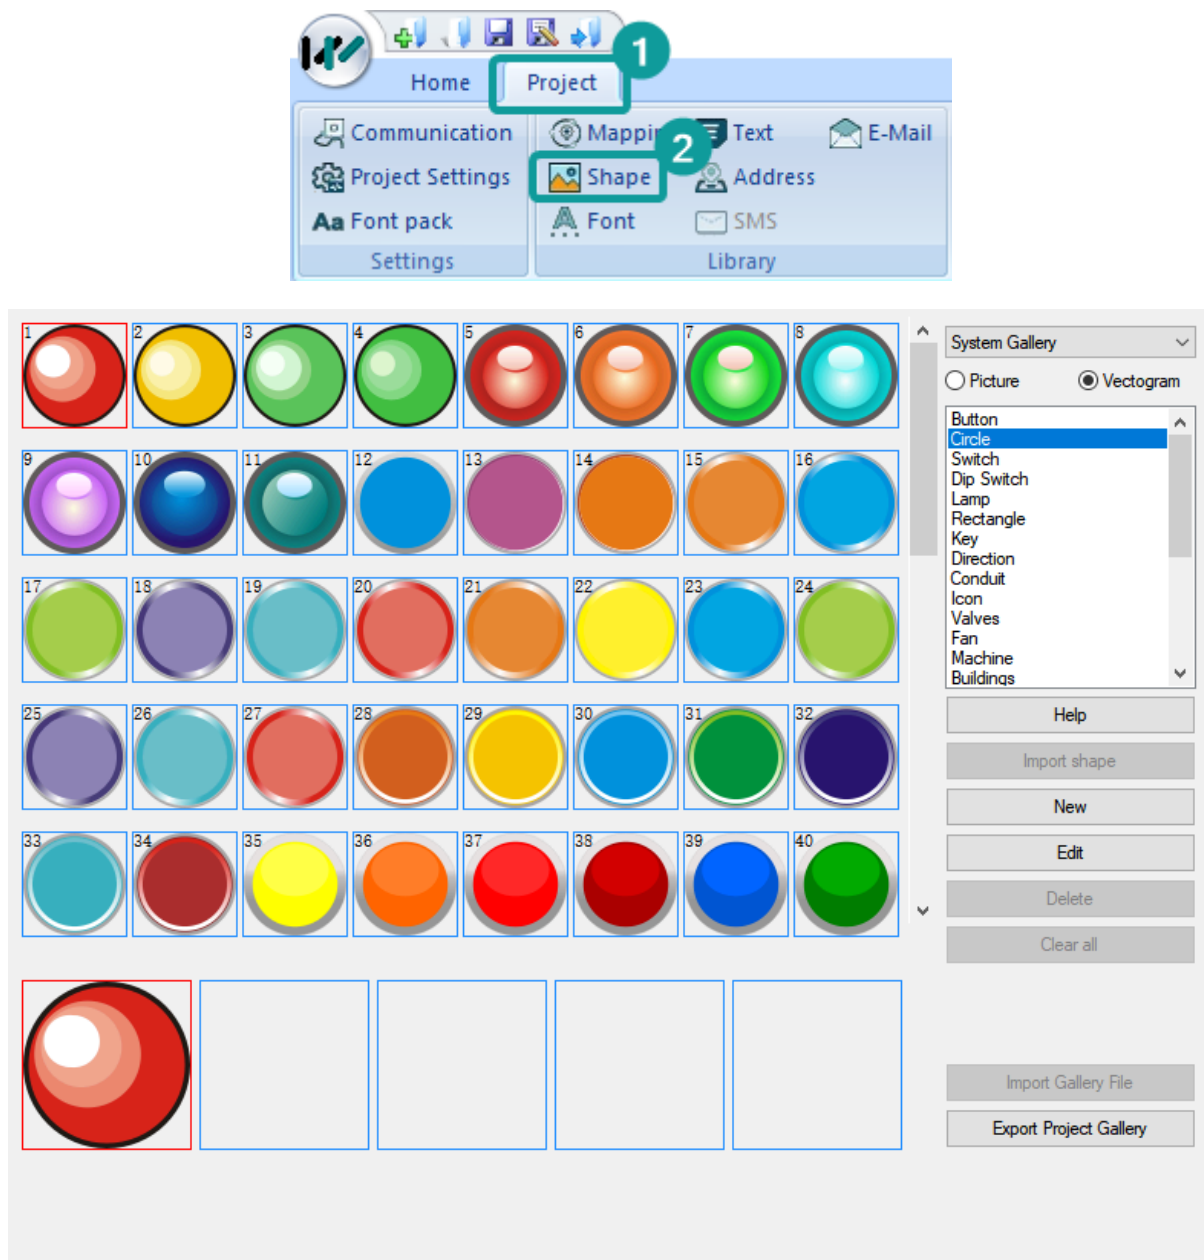 1
Home Project
Communication Mappin Text E-Mail
2
Project Settings Shape Address
Aa Font pack Font SMS
Settings Library
1 2 3 4 5 6 7 8
System Gallery
Picture Vectogram
Button
Circle
Switch
Dip Switch
Lamp
Rectangle
Key
Direction
Conduit
Icon
Valves
Fan
Machine
Buildings
9 10 11 12 13 14 15 16
17 18 19 20 21 22 23 24
25 26 27 28 29 30 31 32
33 34 35 36 37 38 39 40
Help
Import shape
New
Edit
Delete
Clear all
Import Gallery File
Export Project Gallery